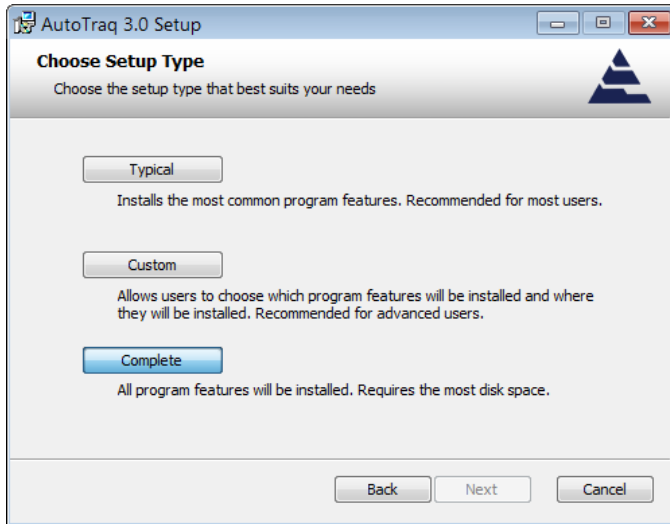 AutoTraq 3.0 Setup
Choose Setup Type
Choose the setup type that best suits your needs
Typical
Installs the most common program features. Recommended for most users.
Custom
Allows users to choose which program features will be installed and where
they will be installed. Recommended for advanced users.
Complete
All program features will be installed. Requires the most disk space.
Back
Next
Cancel